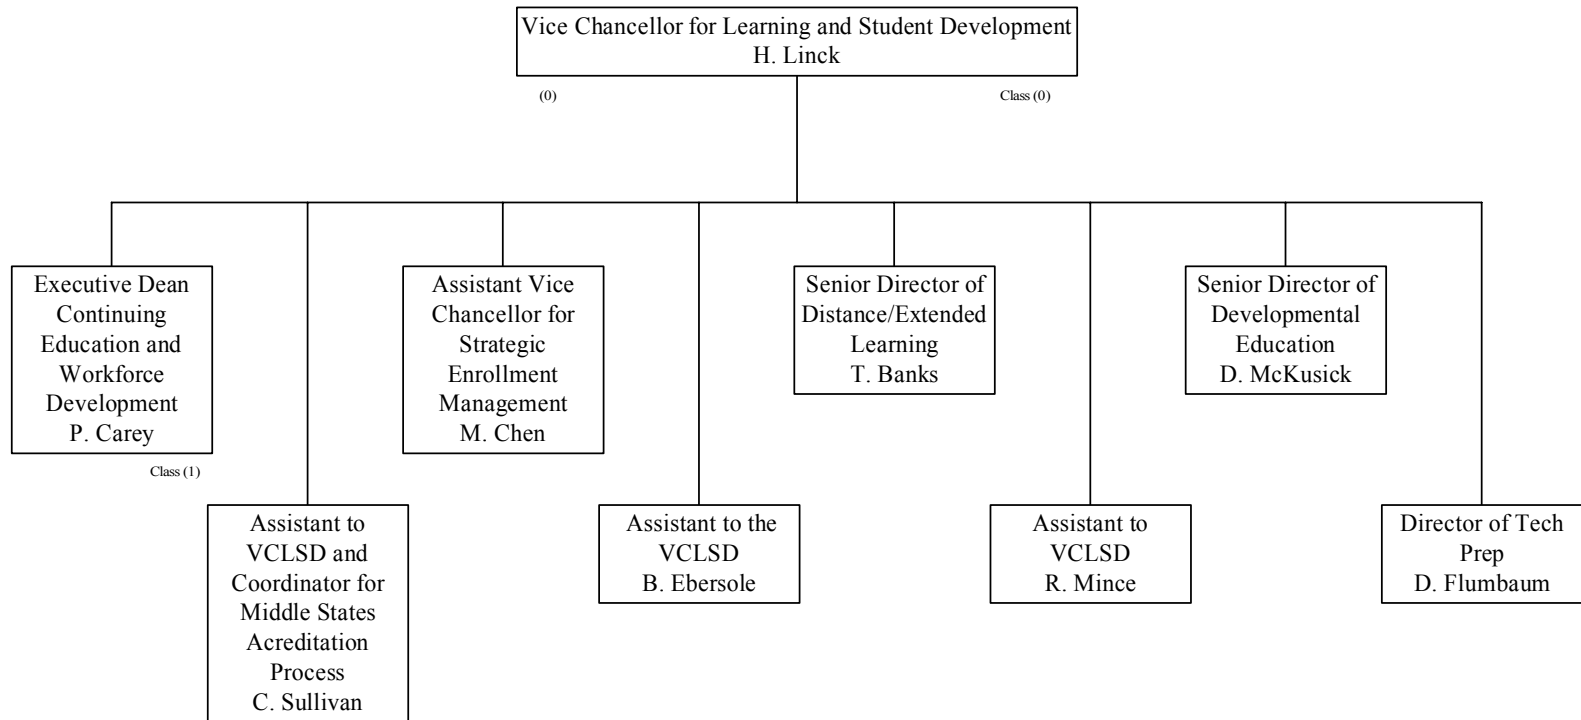 Vice Chancellor for Learning and Student Development
H. Linck
(0)
Class (0)
Executive Dean
Continuing
Education and
Workforce
Development
P. Carey
Class (1)
Assistant Vice
Chancellor for
Strategic
Enrollment
Management
M. Chen
Senior Director of
Distance/Extended
Learning
T. Banks
Senior Director of
Developmental
Education
D. McKusick
Assistant to
VCLSD and
Coordinator for
Middle States
Acreditation
Process
C. Sullivan
Assistant to the
VCLSD
B. Ebersole
Assistant to
VCLSD
R. Mince
Director of Tech
Prep
D. Flumbaum